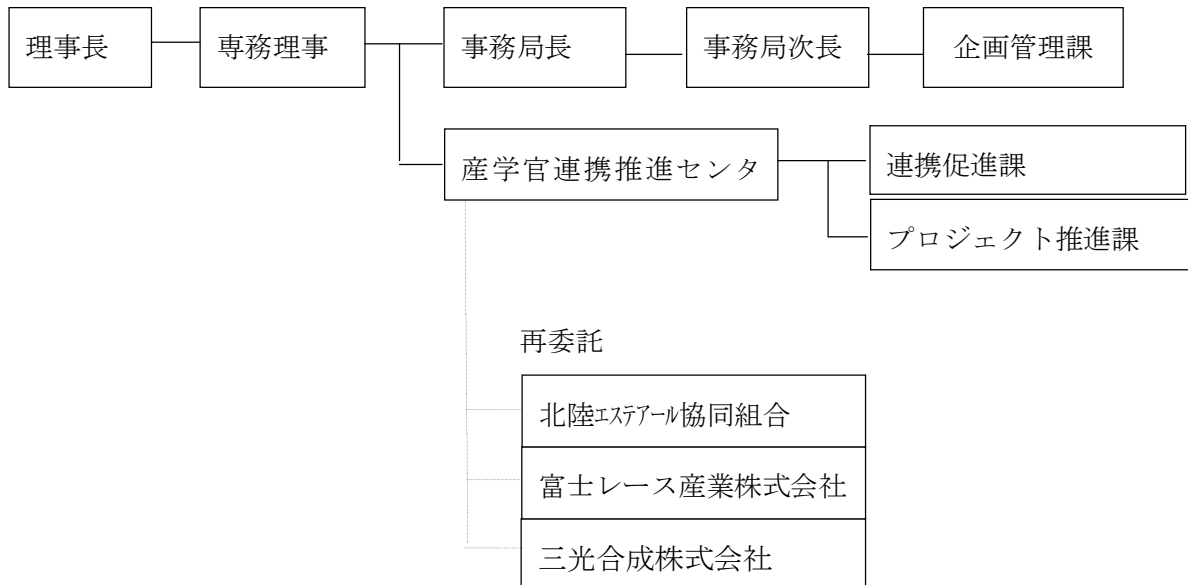 理事長
専務理事
事務局長
事務局次長
企画管理課
産学官連携推進センタ
連携促進課
プロジェクト推進課
再委託
北陸ｴｽﾃｱｰﾙ協同組合
富士レース産業株式会社
三光合成株式会社